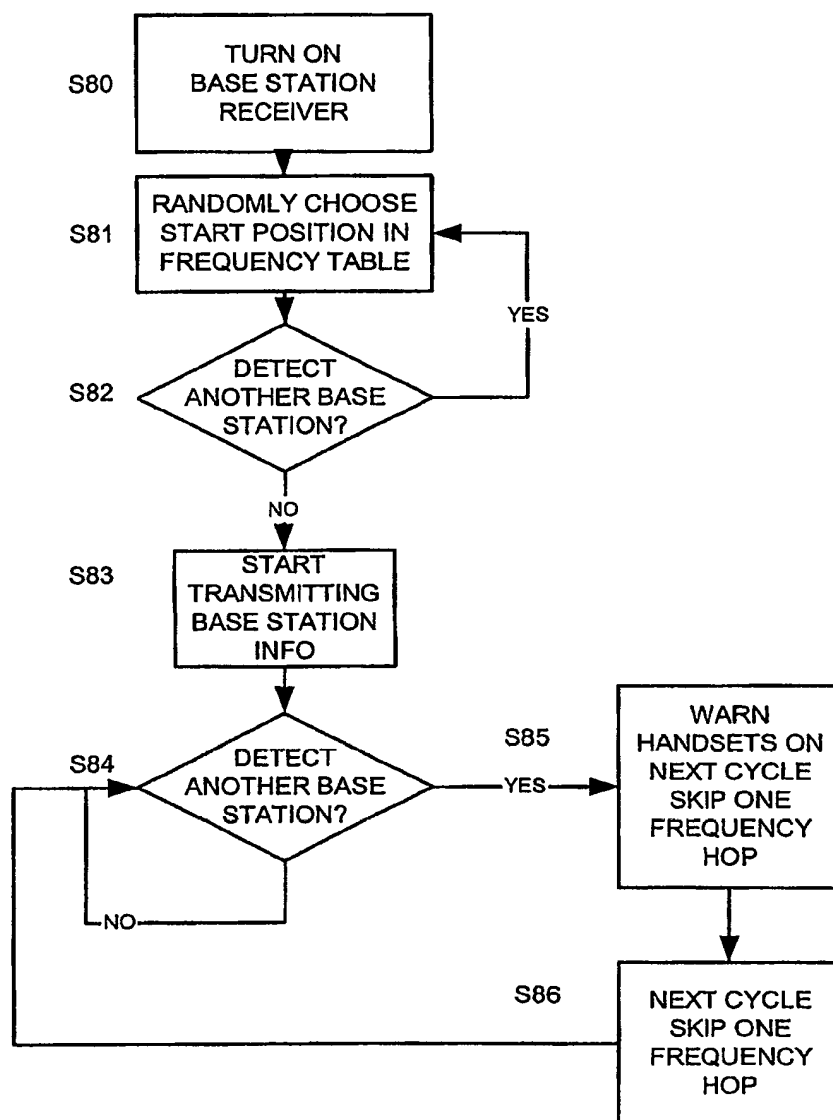 S80
TURN ON
BASE STATION
RECEIVER
S81
RANDOMLY CHOOSE
START POSITION IN
FREQUENCY TABLE
YES
S82
DETECT
ANOTHER BASE
STATION?
NO
S83
START
TRANSMITTING
BASE STATION
INFO
S84
DETECT
ANOTHER BASE
STATION?
NO
S85
YES
WARN
HANDSETS ON
NEXT CYCLE
SKIP ONE
FREQUENCY
HOP
S86
NEXT CYCLE
SKIP ONE
FREQUENCY
HOP